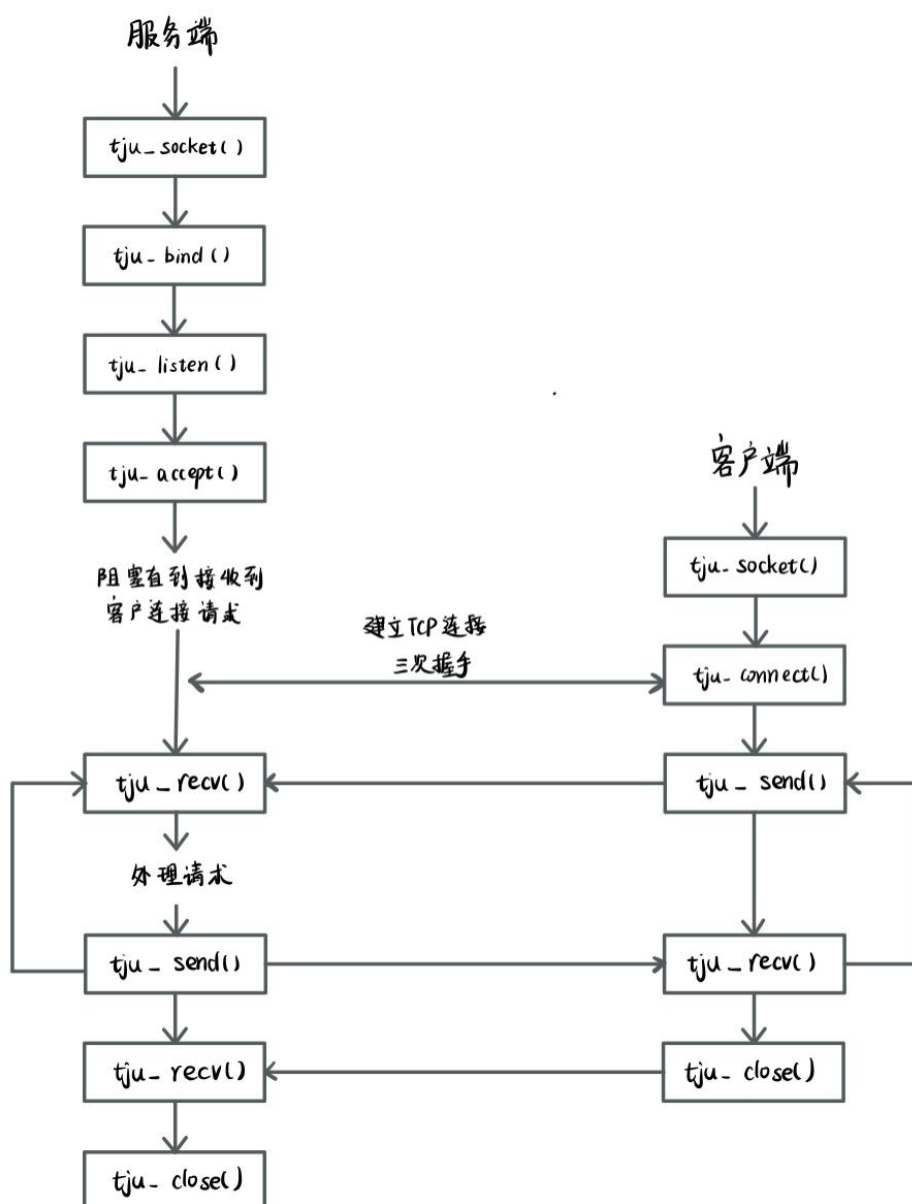 服务端
tju_socket()
tju_bind()
tju_listen()
tju_accept()
阻塞直到接收到
客户连接请求
客户端
tju_socket()
建立TCP连接
三次握手
tju_connect()
tju_recv()
tju_send()
处理请求
tju_send()
tju_recv()
tju_recv()
tju_close()
tju_close()